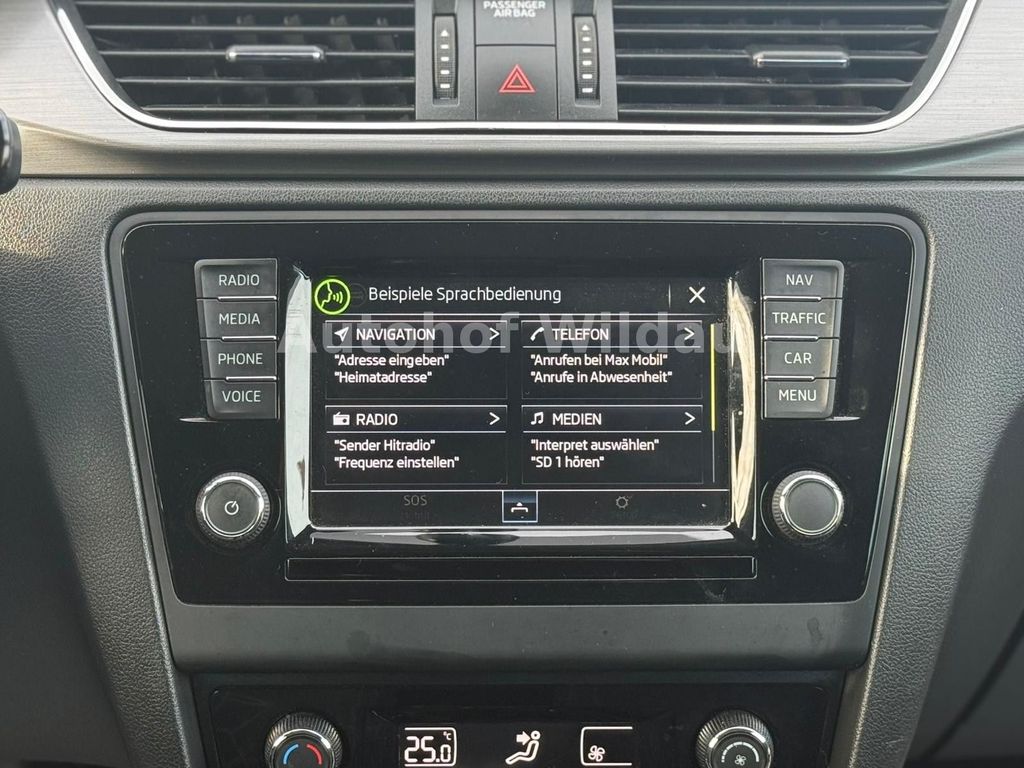 PASSENGER
AIR BAG
RADIO
MEDIA
PHONE
VOICE
Beispiele Sprachbedienung
NAVIGATION
"Adresse eingeben"
"Heimatadresse"
TELEFON
"Anrufen bei Max Mobil"
"Anrufe in Abwesenheit"
RADIO
"Sender Hitradio"
"Frequenz einstellen"
MEDIEN
"Interpret auswählen"
"SD 1 hören"
SOS
NAV
TRAFFIC
CAR
MENU
Autohof Wildau
25.0 °C